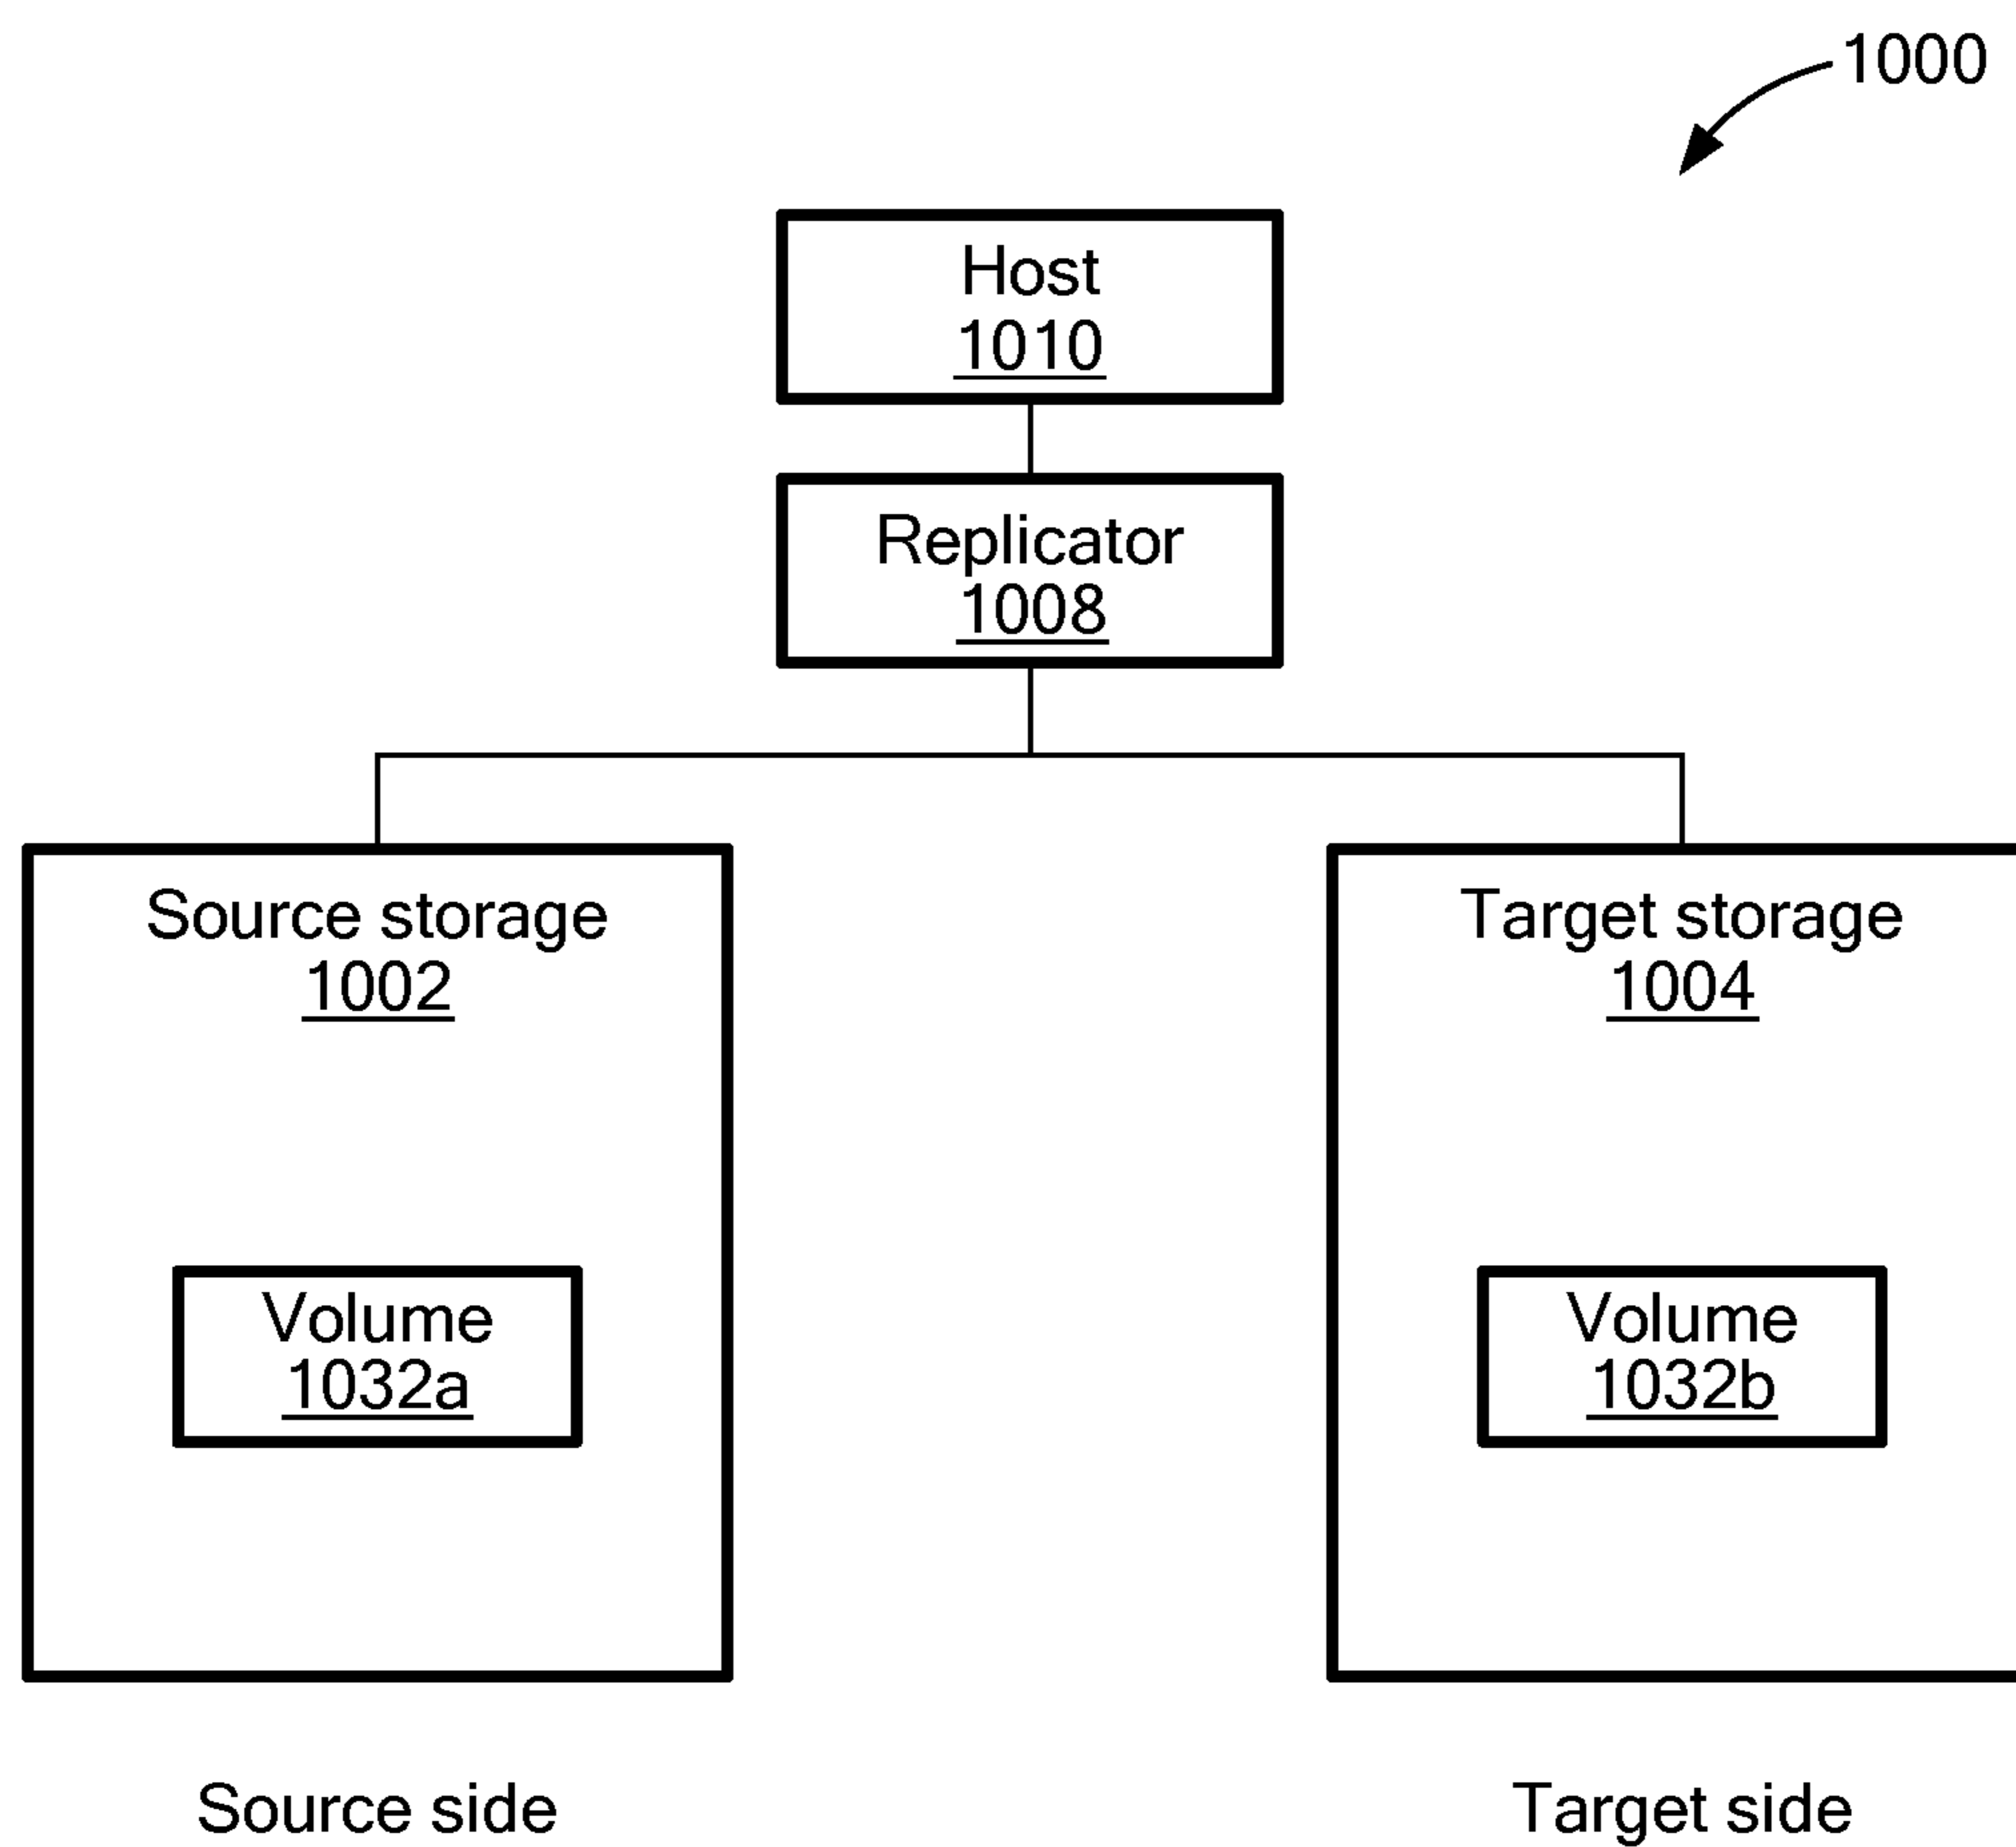 1000
Host
1010
Replicator
1008
Source storage
1002
Target storage
1004
Volume
1032a
Volume
1032b
Source side
Target side